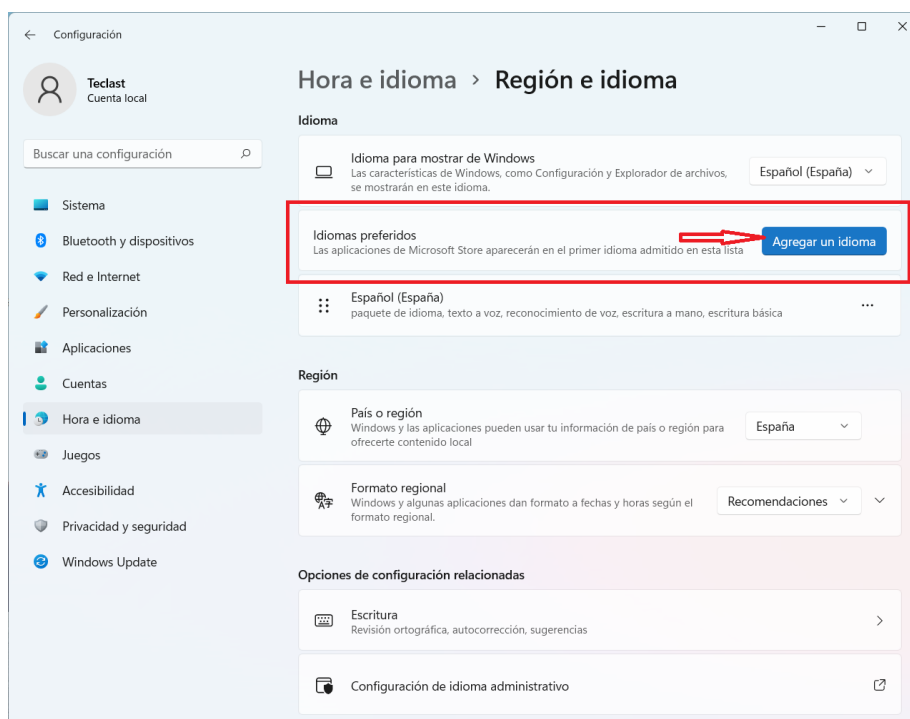 Configuración
Teclast
Cuenta local
Buscar una configuración
Sistema
Bluetooth y dispositivos
Red e Internet
Personalización
Aplicaciones
Cuentas
Hora e idioma
Juegos
Accesibilidad
Privacidad y seguridad
Windows Update
Hora e idioma > Región e idioma
Idioma
Idioma para mostrar de Windows
Las características de Windows, como Configuración y Explorador de archivos,
se mostrarán en este idioma.
Español (España)
Idiomas preferidos
Las aplicaciones de Microsoft Store aparecerán en el primer idioma admitido en esta lista
Agregar un idioma
Español (España)
paquete de idioma, texto a voz, reconocimiento de voz, escritura a mano, escritura básica
Región
País o región
Windows y las aplicaciones pueden usar tu información de país o región para
ofrecerte contenido local
España
Formato regional
Windows y algunas aplicaciones dan formato a fechas y horas según el
formato regional.
Recomendaciones
Opciones de configuración relacionadas
Escritura
Revisión ortográfica, autocorrección, sugerencias
Configuración de idioma administrativo